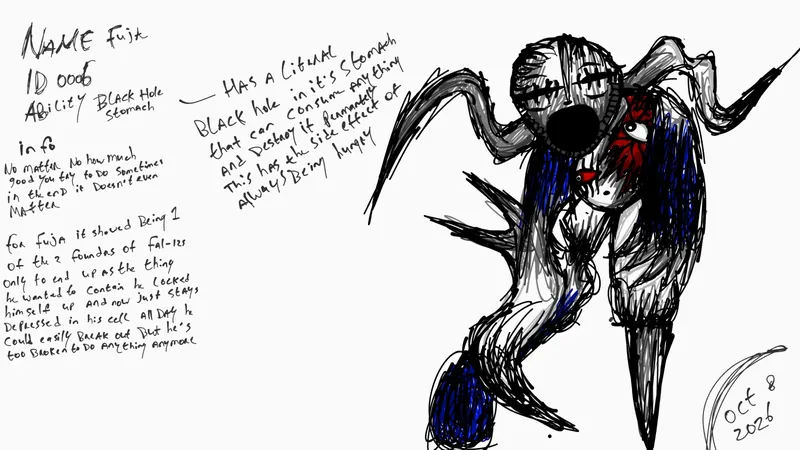 NAME Fuja
ID 0006
Ability Black Hole
Stomach
— Has A Literal
Black hole in it's stomach
that can consume anything
and Destroy it permanetly
This has the side effect of
Always Being hungry
info
No matter No how much
good you try to do Sometimes
in the end it Doesn't even
Matter
for Fuja it showed Being 1
of the 2 foundas of Fal-125
only to end up as the thing
he wanted to contain he Locked
himself up and now just stays
Depressed in his cell all Day he
could easily Break out But he's
too Broken to Do Anything Anymore
Oct 8
2026